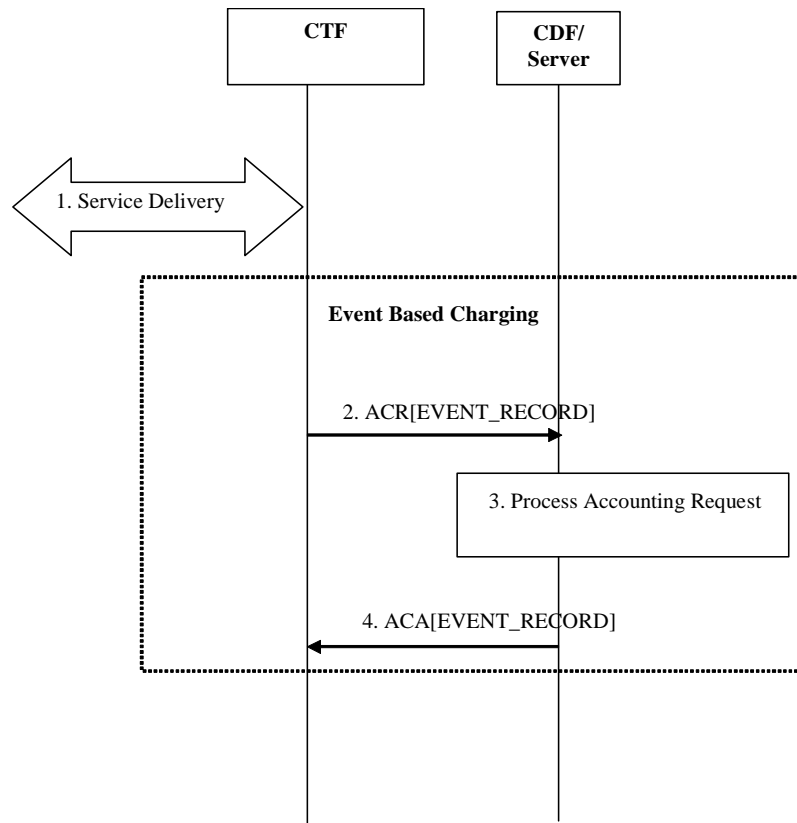 CTF
CDF/
Server
1. Service Delivery
Event Based Charging
2. ACR[EVENT_RECORD]
3. Process Accounting Request
4. ACA[EVENT_RECORD]